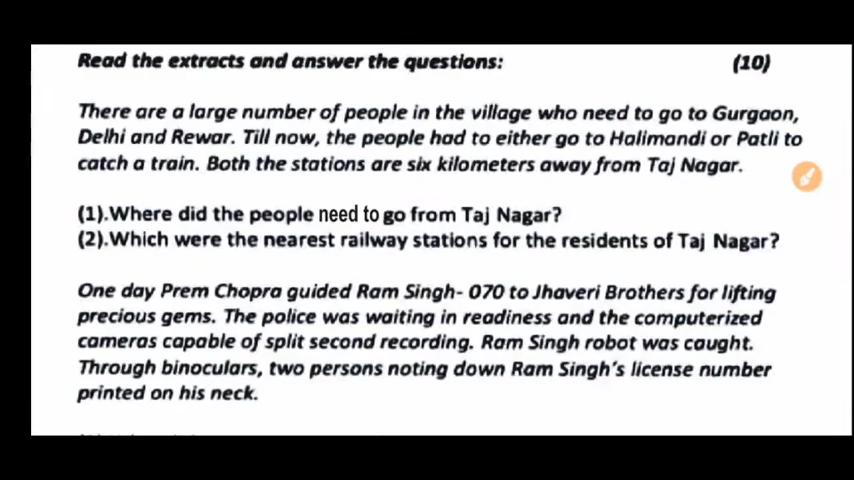 Read the extracts and answer the questions: (10)
There are a large number of people in the village who need to go to Gurgaon,
Delhi and Rewar. Till now, the people had to either go to Halimandi or Patli to
catch a train. Both the stations are six kilometers away from Taj Nagar.
(1).Where did the people need to go from Taj Nagar?
(2).Which were the nearest railway stations for the residents of Taj Nagar?
One day Prem Chopra guided Ram Singh- 070 to Jhaveri Brothers for lifting
precious gems. The police was waiting in readiness and the computerized
cameras capable of split second recording. Ram Singh robot was caught.
Through binoculars, two persons noting down Ram Singh's license number
printed on his neck.